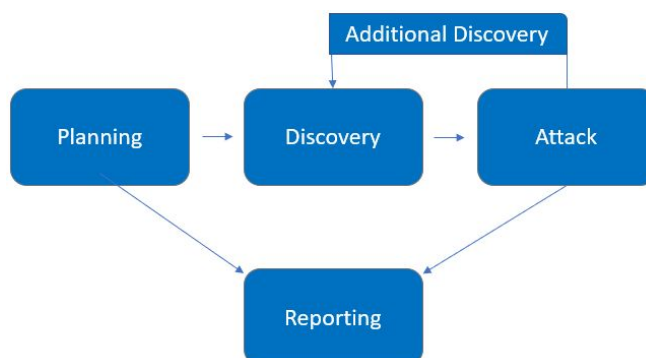 Additional Discovery
Planning
Discovery
Attack
Reporting